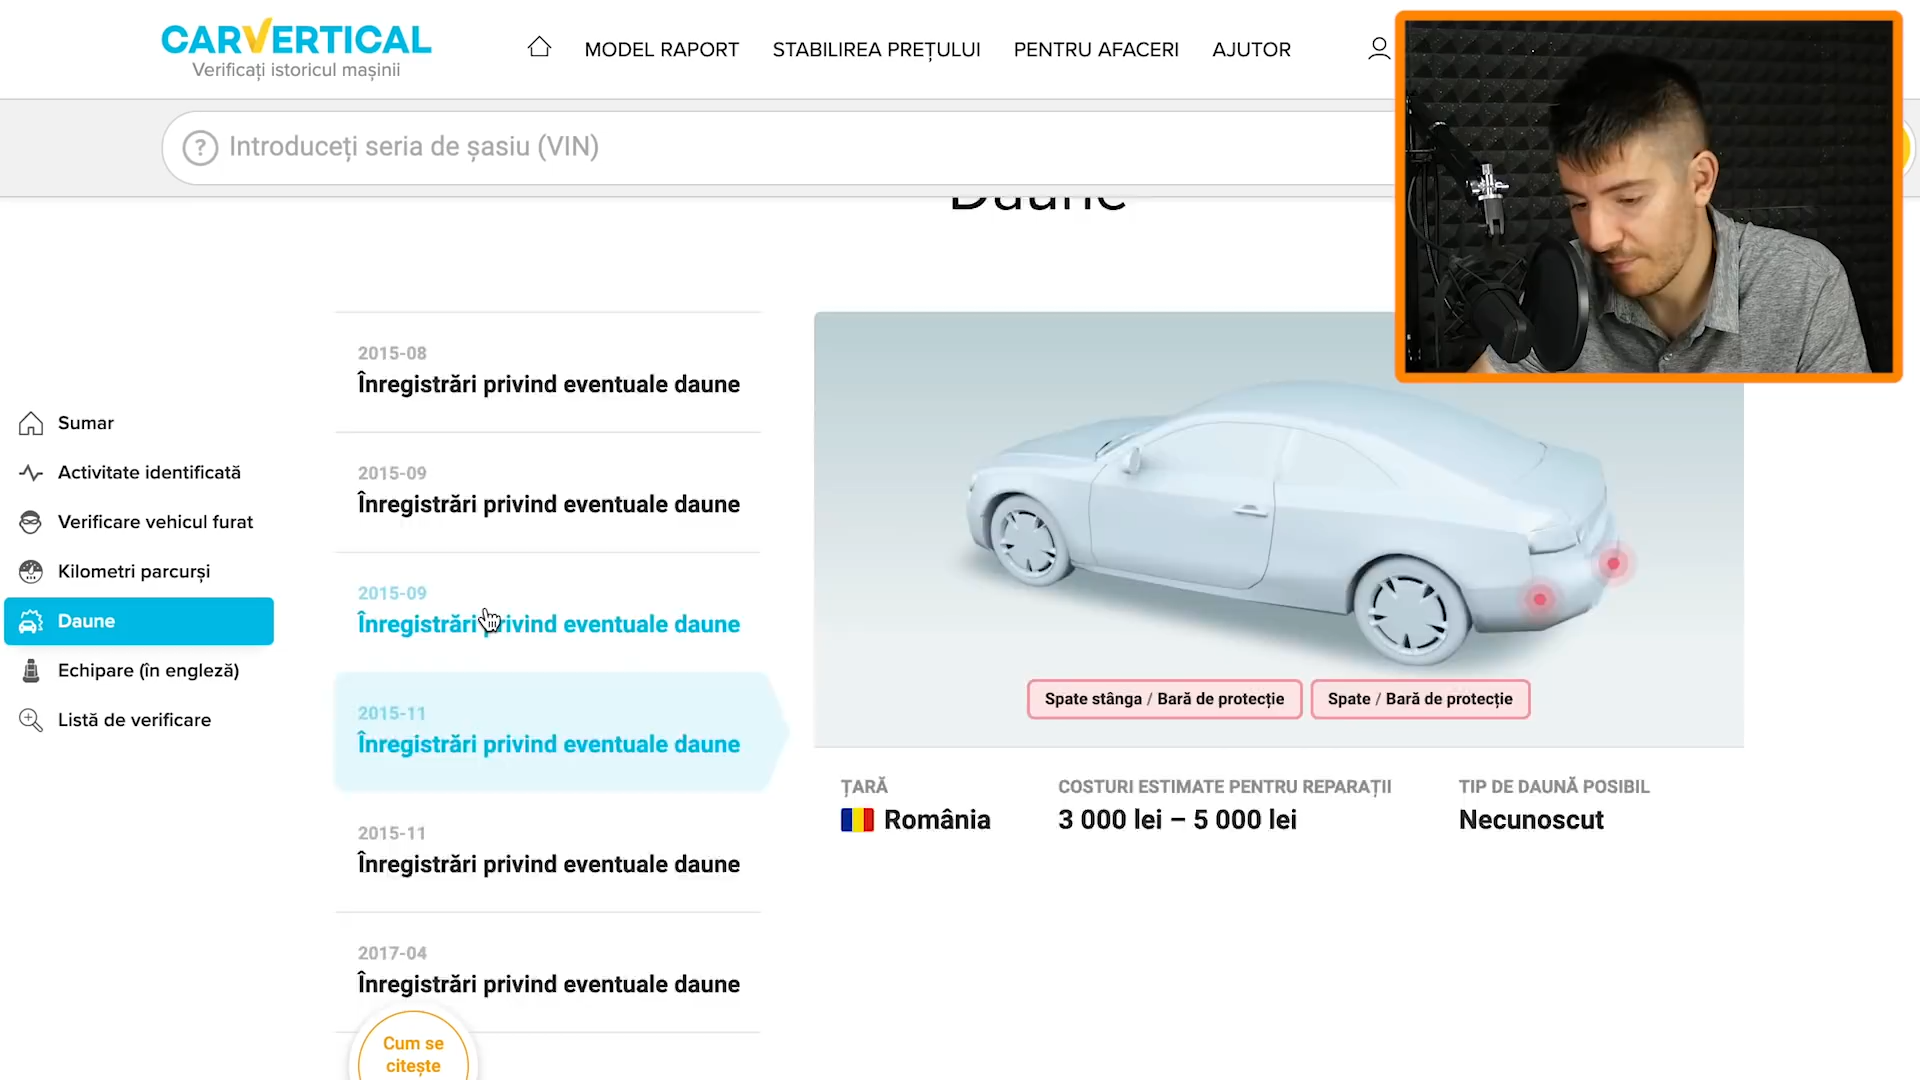 CARVERTICAL
Verificați istoricul mașinii
MODEL RAPORT
STABILIREA PREȚULUI
PENTRU AFACERI
AJUTOR
? Introduceți seria de șasiu (VIN)
Daune
Sumar
Activitate identificată
Verificare vehicul furat
Kilometri parcurși
Daune
Echipare (în engleză)
Listă de verificare
2015-08
Înregistrări privind eventuale daune
2015-09
Înregistrări privind eventuale daune
2015-09
Înregistrări privind eventuale daune
2015-11
Înregistrări privind eventuale daune
2015-11
Înregistrări privind eventuale daune
2017-04
Înregistrări privind eventuale daune
Cum se
citește
Spate stânga / Bară de protecție
Spate / Bară de protecție
ȚARĂ
România
COSTURI ESTIMATE PENTRU REPARAȚII
3 000 lei – 5 000 lei
TIP DE DAUNĂ POSIBIL
Necunoscut